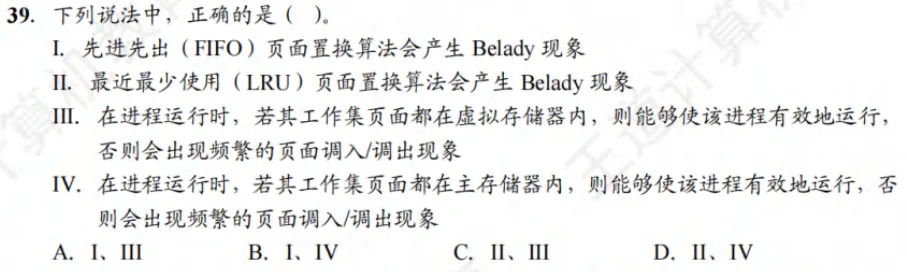 39. 下列说法中，正确的是（ ）。
I. 先进先出（FIFO）页面置换算法会产生 Belady 现象
II. 最近最少使用（LRU）页面置换算法会产生 Belady 现象
III. 在进程运行时，若其工作集页面都在虚拟存储器内，则能够使该进程有效地运行，
否则会出现频繁的页面调入/调出现象
IV. 在进程运行时，若其工作集页面都在主存储器内，则能够使该进程有效地运行，否
则会出现频繁的页面调入/调出现象
A. I、III B. I、IV C. II、III D. II、IV